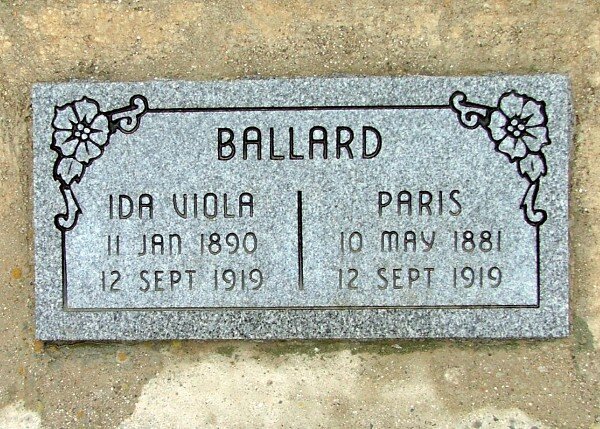 BALLARD
IDA VIOLA
11 JAN 1890
12 SEPT 1919
PARIS
10 MAY 1881
12 SEPT 1919